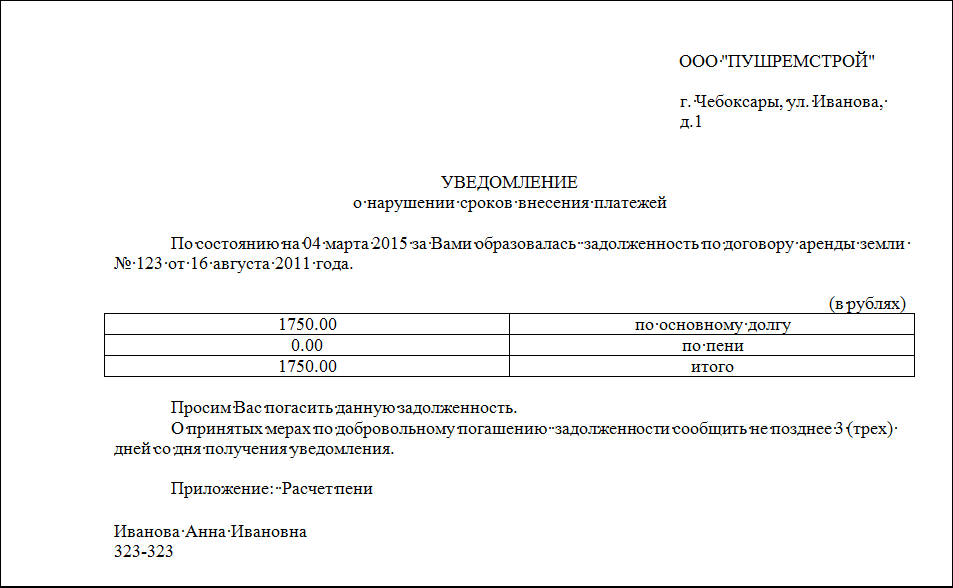 ООО "ПУШРЕМСТРОЙ"
г. Чебоксары, ул. Иванова,
д.1
УВЕДОМЛЕНИЕ
о нарушении сроков внесения платежей
По состоянию на 04 марта 2015 за Вами образовалась задолженность по договору аренды земли
№ 123 от 16 августа 2011 года.
(в рублях)
1750.00 по основному долгу
0.00 по пени
1750.00 итого
Просим Вас погасить данную задолженность.
О принятых мерах по добровольному погашению задолженности сообщить не позднее 3 (трех)
дней со дня получения уведомления.
Приложение: Расчет пени
Иванова Анна Ивановна
323-323